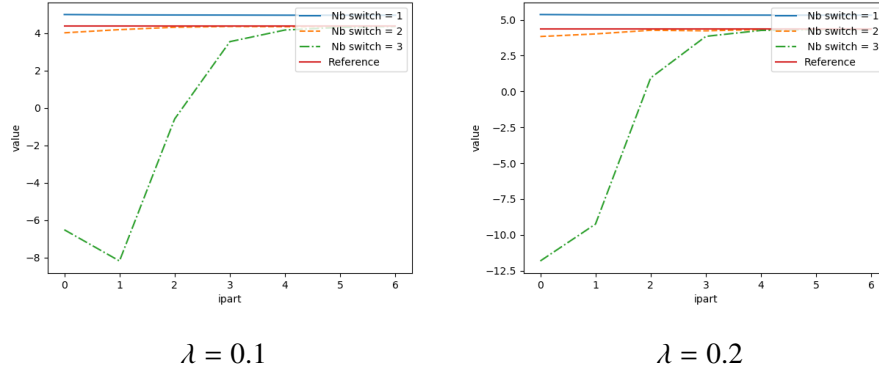 4
2
0
−2
−4
−6
−8
value
0 1 2 3 4 5 6
ipart
Nb switch = 1
Nb switch = 2
Nb switch = 3
Reference
λ = 0.1
5.0
2.5
0.0
−2.5
−5.0
−7.5
−10.0
−12.5
value
0 1 2 3 4 5 6
ipart
Nb switch = 1
Nb switch = 2
Nb switch = 3
Reference
λ = 0.2